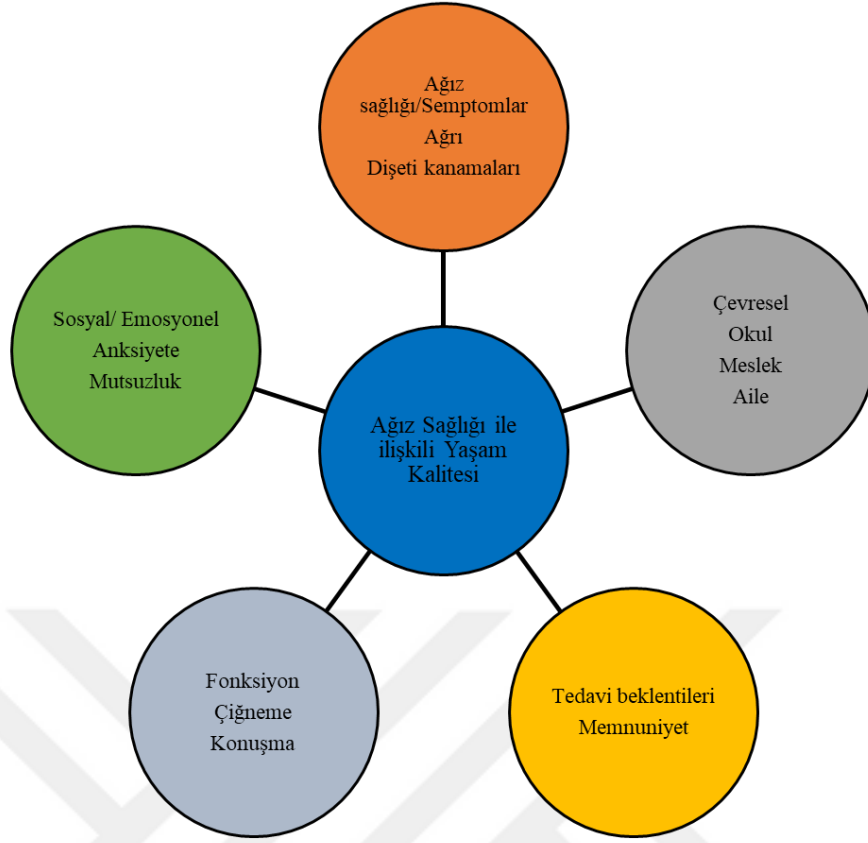 Ağız
sağlığı/Semptomlar
Ağrı
Dişeti kanamaları
Sosyal/ Emosyonel
Anksiyete
Mutsuzluk
Çevresel
Okul
Meslek
Aile
Ağız Sağlığı ile
ilişkili Yaşam
Kalitesi
Fonksiyon
Çiğneme
Konuşma
Tedavi beklentileri
Memnuniyet